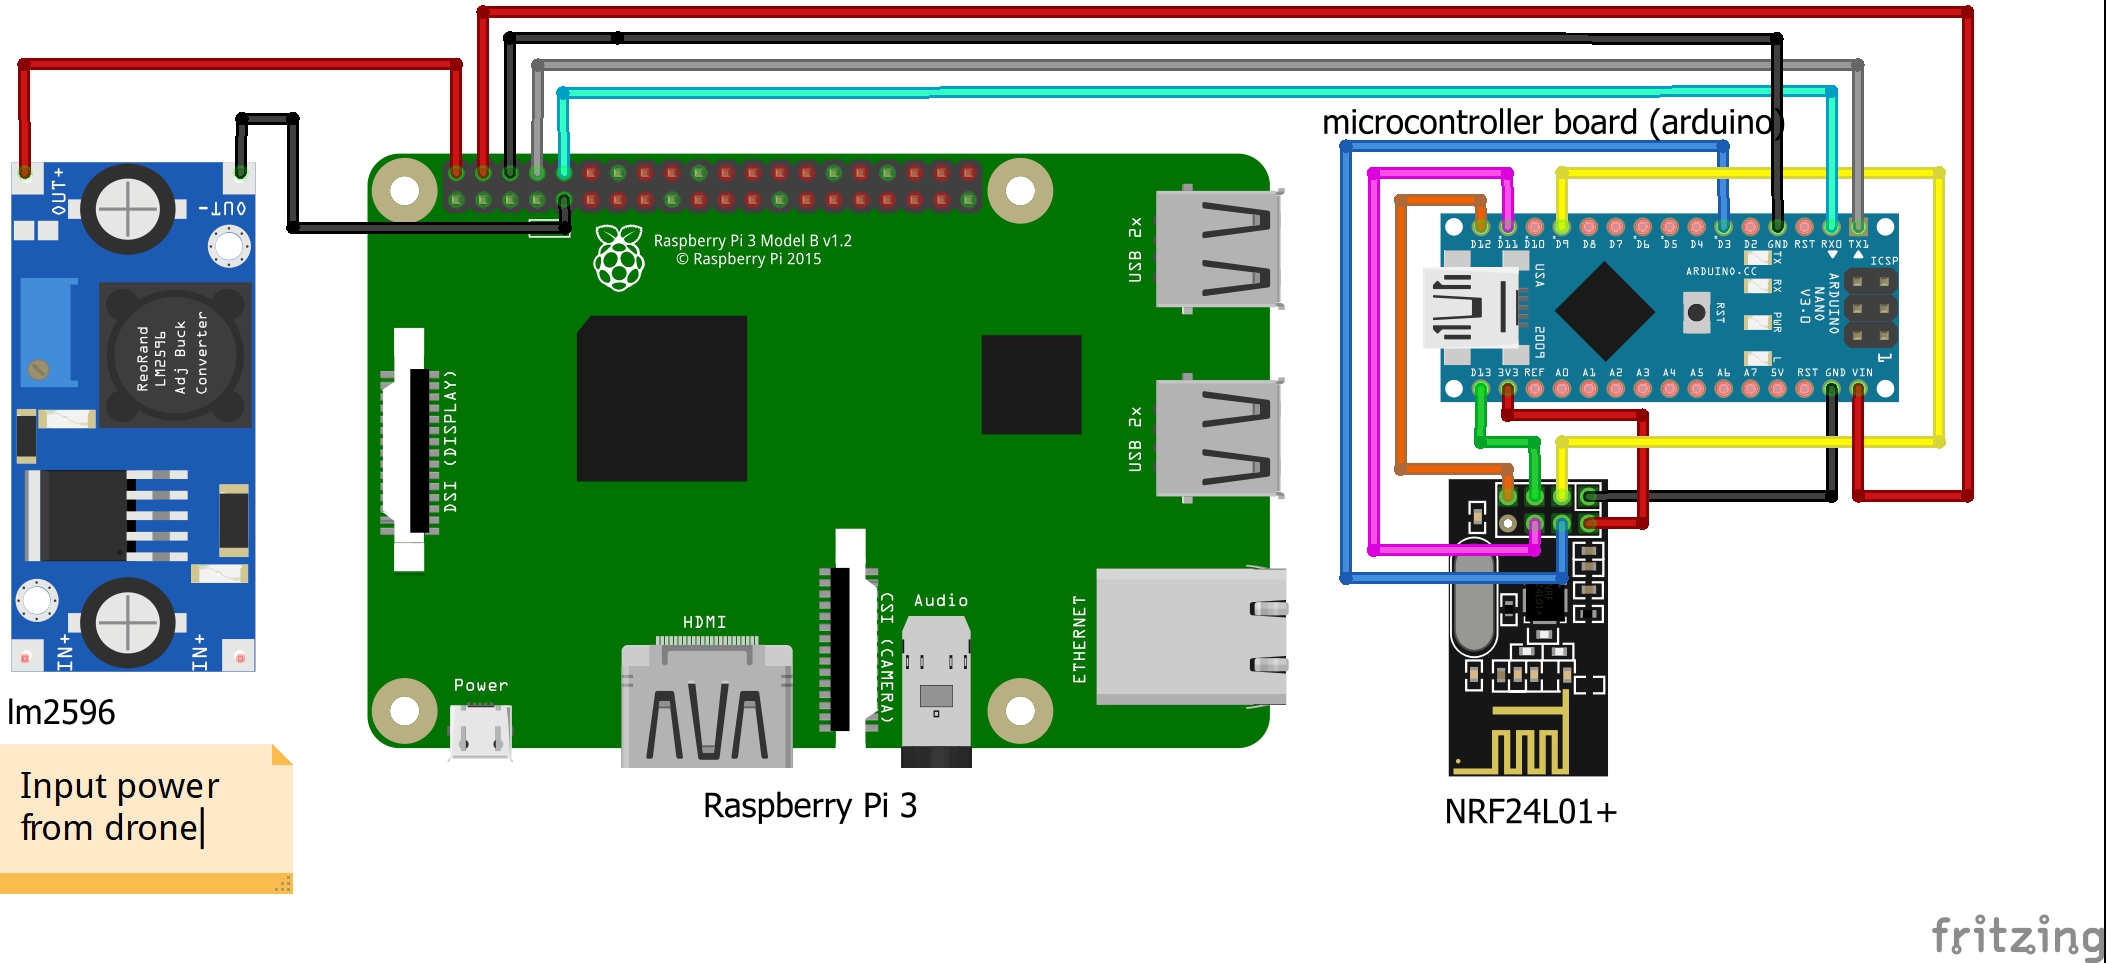 microcontroller board (arduino)
OUT+
OUT-
ReoRand
LM2596
Adj Buck
Converter
IN+
IN+
lm2596
Input power
from drone
Raspberry Pi 3 Model B v1.2
© Raspberry Pi 2015
DSI (DISPLAY)
USB 2x
USB 2x
ETHERNET
Power
HDMI
CSI (CAMERA)
Audio
Raspberry Pi 3
D12 D11 D10 D9 D8 D7 D6 D5 D4 D3 D2 GND RST RX0 TX1
USA
2009
ARDUINO.CC
RST
TX
RX
PWR
L
ARDUINO
NANO
V3.0
ICSP
1
D13 3V3 REF A0 A1 A2 A3 A4 A5 A6 A7 5V RST GND VIN
NRF
24L01+
NRF24L01+
fritzing